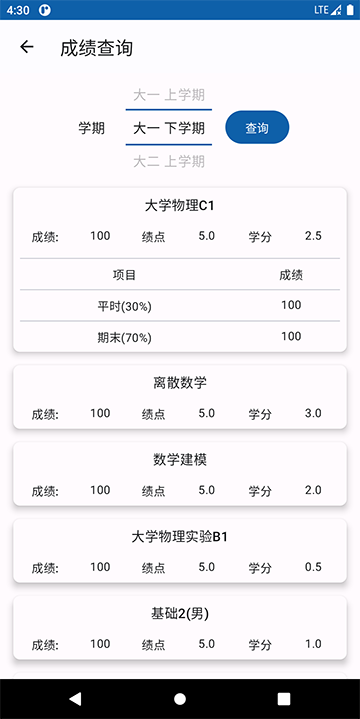 4:30 LTE
成绩查询
大一 上学期
学期 大一 下学期 查询
大二 上学期
大学物理C1
成绩: 100 绩点 5.0 学分 2.5
项目 成绩
平时(30%) 100
期末(70%) 100
离散数学
成绩: 100 绩点 5.0 学分 3.0
数学建模
成绩: 100 绩点 5.0 学分 2.0
大学物理实验B1
成绩: 100 绩点 5.0 学分 0.5
基础2(男)
成绩: 100 绩点 5.0 学分 1.0